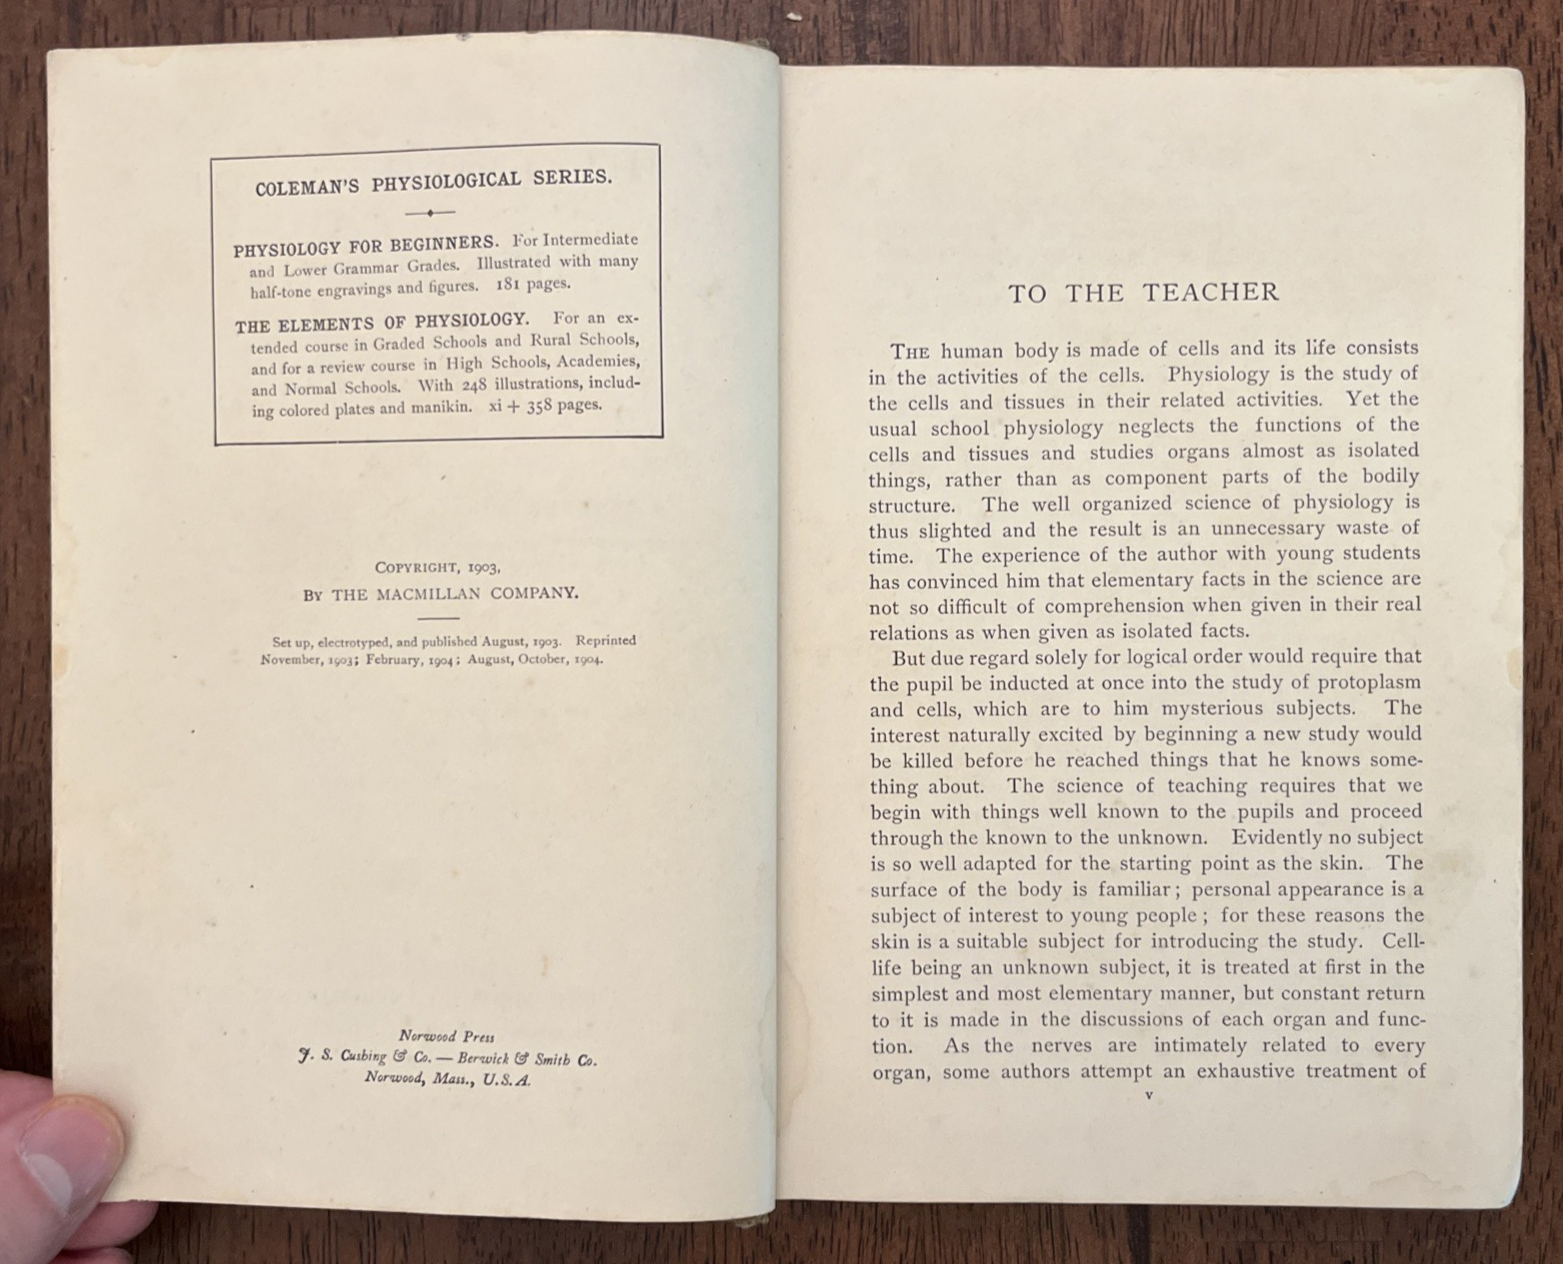 COLEMAN'S PHYSIOLOGICAL SERIES.
PHYSIOLOGY FOR BEGINNERS. For Intermediate
and Lower Grammar Grades. Illustrated with many
half-tone engravings and figures. 181 pages.
THE ELEMENTS OF PHYSIOLOGY. For an ex-
tended course in Graded Schools and Rural Schools,
and for a review course in High Schools, Academies,
and Normal Schools. With 248 illustrations, includ-
ing colored plates and manikin. xi + 358 pages.
COPYRIGHT, 1903,
BY THE MACMILLAN COMPANY.
Set up, electrotyped, and published August, 1903. Reprinted
November, 1903; February, 1904; August, October, 1904.
Norwood Press
J. S. Cushing & Co. — Berwick & Smith Co.
Norwood, Mass., U.S.A.
TO THE TEACHER
THE human body is made of cells and its life consists
in the activities of the cells. Physiology is the study of
the cells and tissues in their related activities. Yet the
usual school physiology neglects the functions of the
cells and tissues and studies organs almost as isolated
things, rather than as component parts of the bodily
structure. The well organized science of physiology is
thus slighted and the result is an unnecessary waste of
time. The experience of the author with young students
has convinced him that elementary facts in the science are
not so difficult of comprehension when given in their real
relations as when given as isolated facts.
But due regard solely for logical order would require that
the pupil be inducted at once into the study of protoplasm
and cells, which are to him mysterious subjects. The
interest naturally excited by beginning a new study would
be killed before he reached things that he knows some-
thing about. The science of teaching requires that we
begin with things well known to the pupils and proceed
through the known to the unknown. Evidently no subject
is so well adapted for the starting point as the skin. The
surface of the body is familiar; personal appearance is a
subject of interest to young people; for these reasons the
skin is a suitable subject for introducing the study. Cell-
life being an unknown subject, it is treated at first in the
simplest and most elementary manner, but constant return
to it is made in the discussions of each organ and func-
tion. As the nerves are intimately related to every
organ, some authors attempt an exhaustive treatment of
v